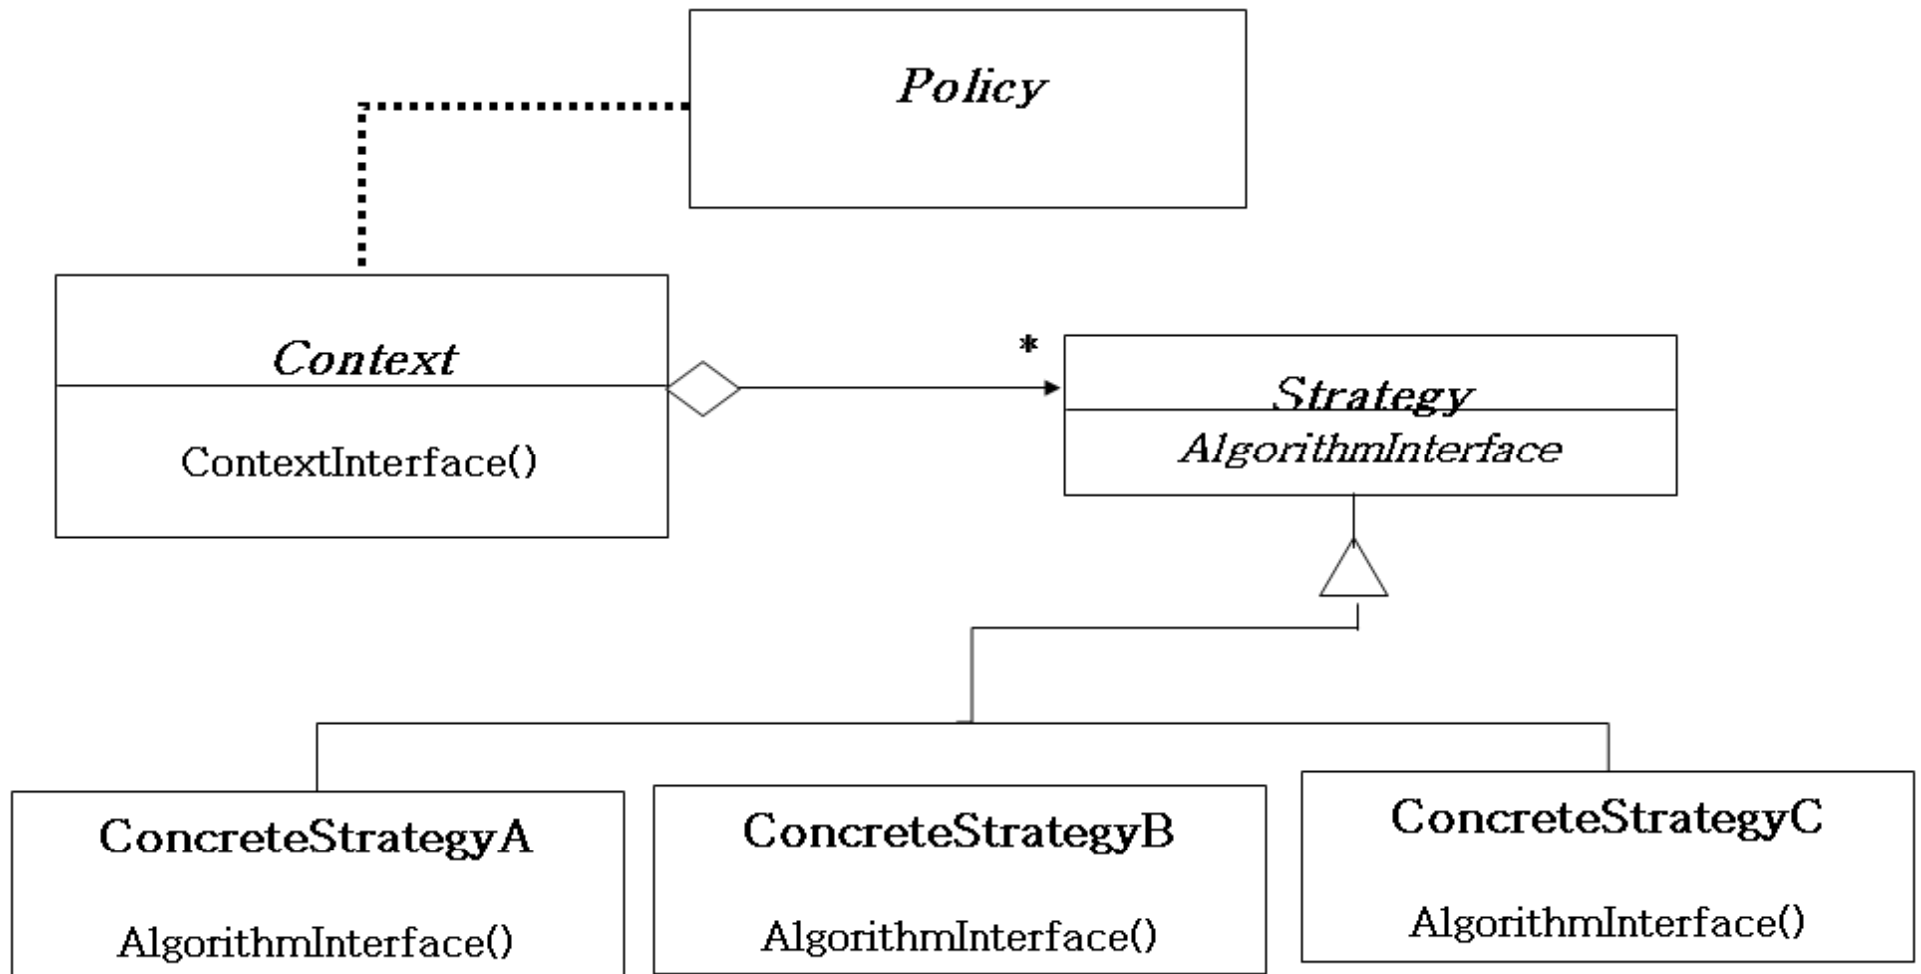 Policy
Context
ContextInterface()
*
Strategy
AlgorithmInterface
ConcreteStrategyA
AlgorithmInterface()
ConcreteStrategyB
AlgorithmInterface()
ConcreteStrategyC
AlgorithmInterface()